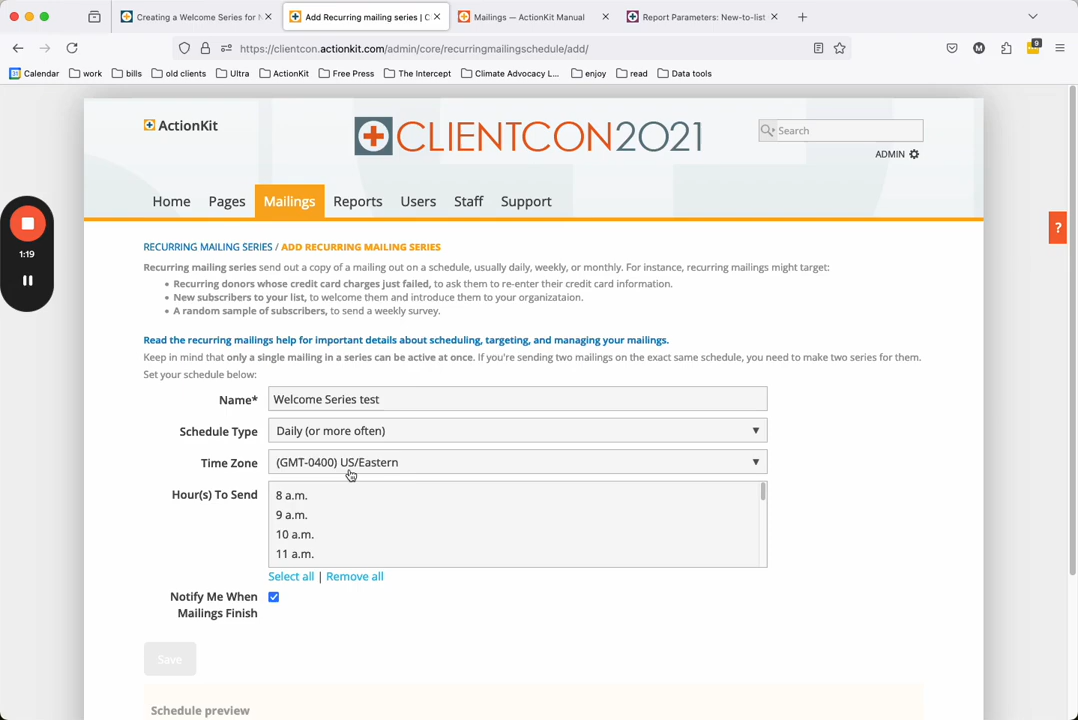 Creating a Welcome Series for N
Add Recurring mailing series | C
Mailings — ActionKit Manual
Report Parameters: New-to-list
https://clientcon.actionkit.com/admin/core/recurringmailingschedule/add/
M
9
Calendar work bills old clients Ultra ActionKit Free Press The Intercept Climate Advocacy L... enjoy read Data tools
ActionKit
CLIENTCON2021
Search
ADMIN
Home Pages Mailings Reports Users Staff Support
1:19
?
RECURRING MAILING SERIES / ADD RECURRING MAILING SERIES
Recurring mailing series send out a copy of a mailing out on a schedule, usually daily, weekly, or monthly. For instance, recurring mailings might target:
• Recurring donors whose credit card charges just failed, to ask them to re-enter their credit card information.
• New subscribers to your list, to welcome them and introduce them to your organizataion.
• A random sample of subscribers, to send a weekly survey.
Read the recurring mailings help for important details about scheduling, targeting, and managing your mailings.
Keep in mind that only a single mailing in a series can be active at once. If you're sending two mailings on the exact same schedule, you need to make two series for them.
Set your schedule below:
Name* Welcome Series test
Schedule Type Daily (or more often)
Time Zone (GMT-0400) US/Eastern
Hour(s) To Send 8 a.m.
9 a.m.
10 a.m.
11 a.m.
Select all | Remove all
Notify Me When
Mailings Finish
Save
Schedule preview